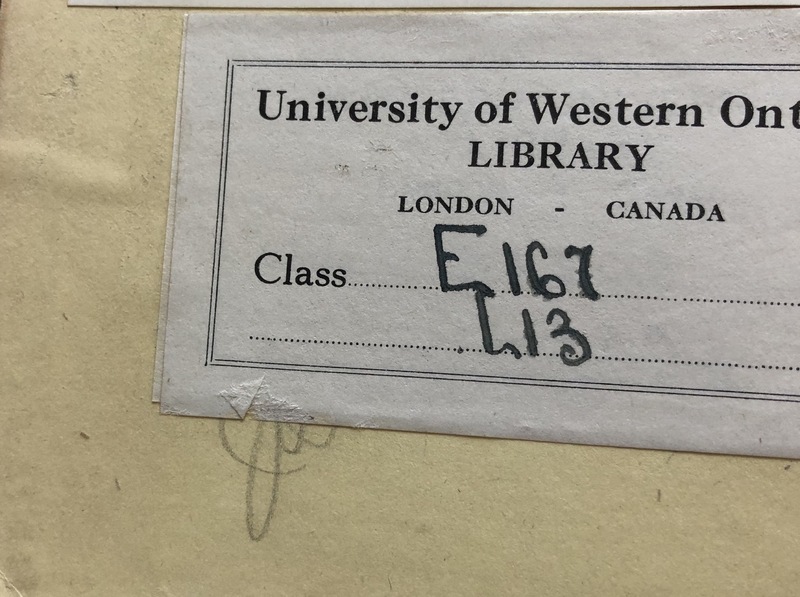 University of Western Ont
LIBRARY
LONDON - CANADA
Class E167
L13